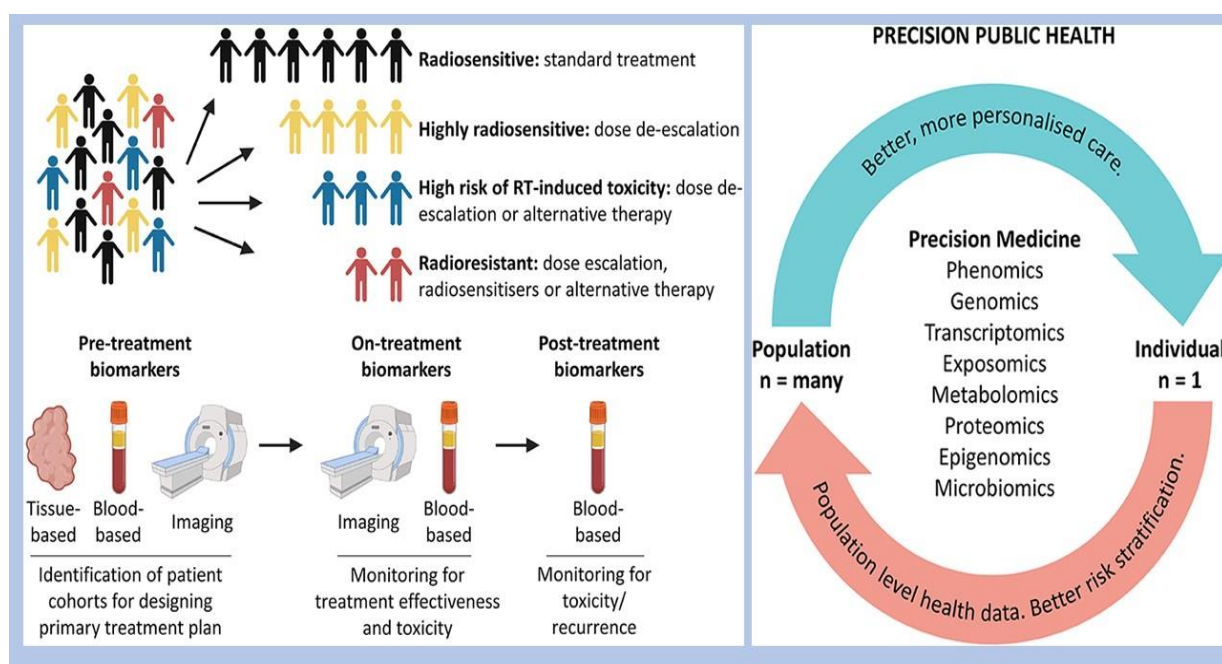 Radiosensitive: standard treatment
Highly radiosensitive: dose de-escalation
High risk of RT-induced toxicity: dose de-
escalation or alternative therapy
Radioresistant: dose escalation,
radiosensitisers or alternative therapy
Pre-treatment
biomarkers
Tissue-
based
Blood-
based
Imaging
Identification of patient
cohorts for designing
primary treatment plan
On-treatment
biomarkers
Imaging
Blood-
based
Monitoring for
treatment effectiveness
and toxicity
Post-treatment
biomarkers
Blood-
based
Monitoring for
toxicity/
recurrence
PRECISION PUBLIC HEALTH
Better, more personalised care.
Precision Medicine
Phenomics
Genomics
Transcriptomics
Exposomics
Metabolomics
Proteomics
Epigenomics
Microbiomics
Population
n = many
Individual
n = 1
Population level health data. Better risk stratification.